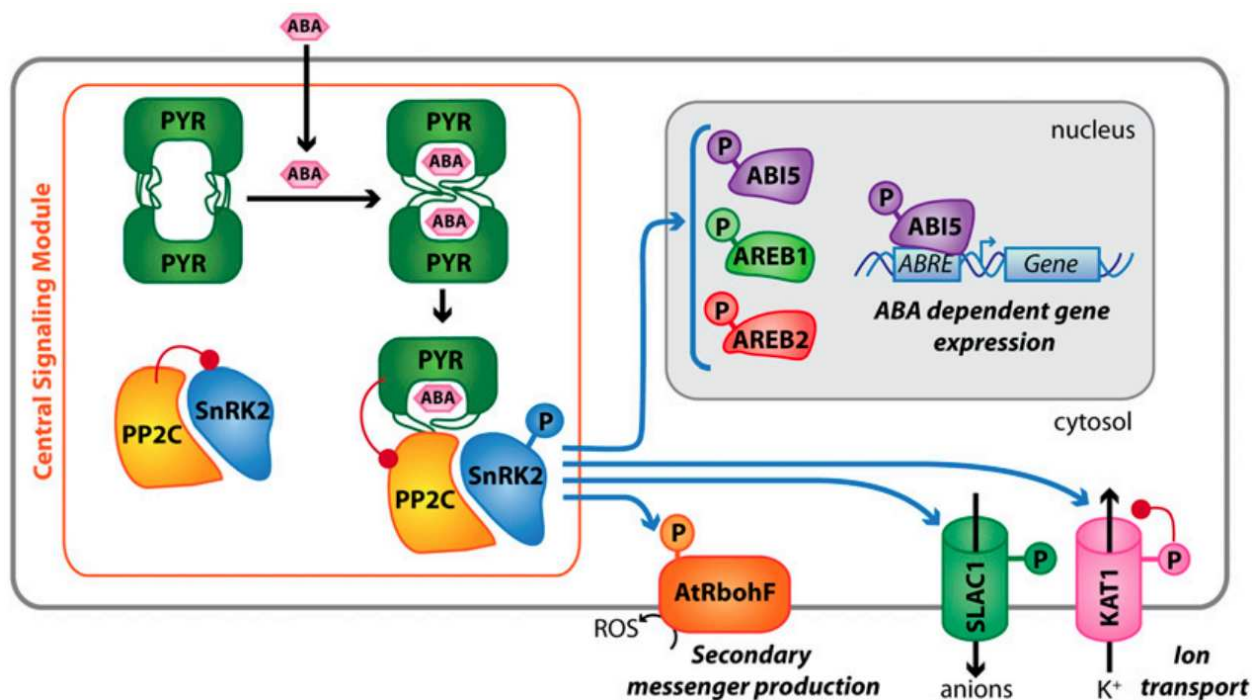 ABA
Central Signaling Module
PYR
PYR
ABA
PYR
ABA
ABA
PYR
PP2C
SnRK2
PYR
ABA
PP2C
SnRK2
P
nucleus
P
ABI5
P
AREB1
P
AREB2
P
ABI5
ABRE
Gene
ABA dependent gene
expression
cytosol
P
AtRbohF
ROS
Secondary
messenger production
SLAC1
P
anions
KAT1
P
K⁺
Ion
transport